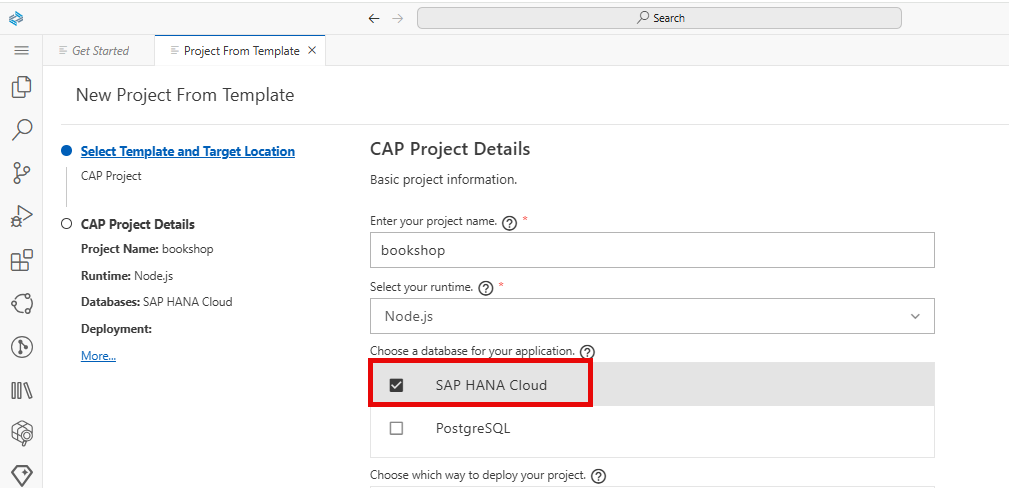 Search
Get Started
Project From Template
New Project From Template
Select Template and Target Location
CAP Project
CAP Project Details
Project Name: bookshop
Runtime: Node.js
Databases: SAP HANA Cloud
Deployment:
More...
CAP Project Details
Basic project information.
Enter your project name. ? *
bookshop
Select your runtime. ? *
Node.js
Choose a database for your application. ?
SAP HANA Cloud
PostgreSQL
Choose which way to deploy your project. ?